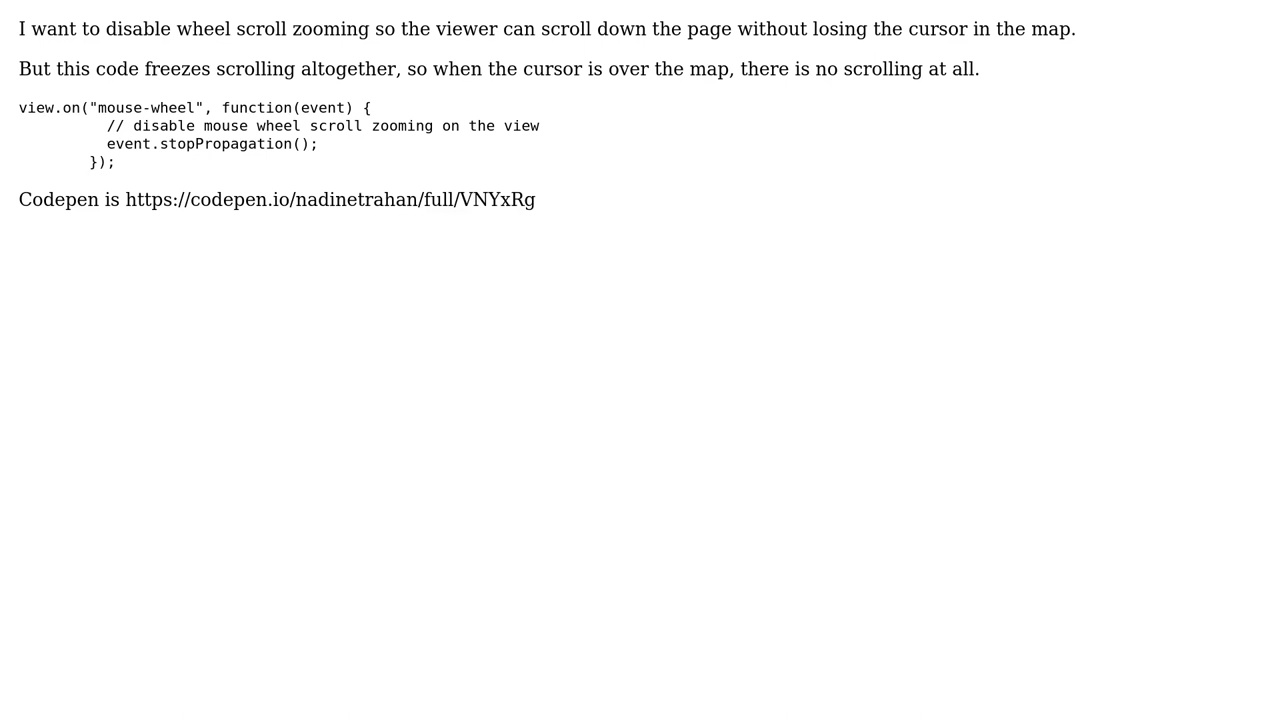 I want to disable wheel scroll zooming so the viewer can scroll down the page without losing the cursor in the map.
But this code freezes scrolling altogether, so when the cursor is over the map, there is no scrolling at all.
view.on("mouse-wheel", function(event) {
          // disable mouse wheel scroll zooming on the view
          event.stopPropagation();
        });
Codepen is https://codepen.io/nadinetrahan/full/VNYxRg